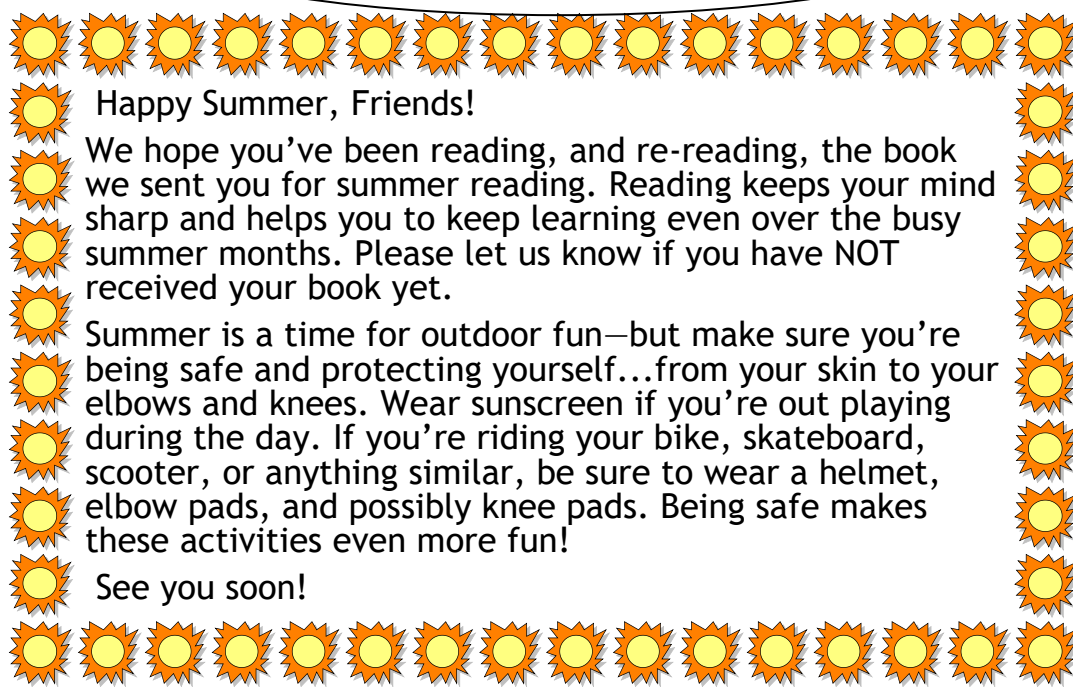 Happy Summer, Friends!
We hope you’ve been reading, and re-reading, the book
we sent you for summer reading. Reading keeps your mind
sharp and helps you to keep learning even over the busy
summer months. Please let us know if you have NOT
received your book yet.
Summer is a time for outdoor fun—but make sure you’re
being safe and protecting yourself...from your skin to your
elbows and knees. Wear sunscreen if you’re out playing
during the day. If you’re riding your bike, skateboard,
scooter, or anything similar, be sure to wear a helmet,
elbow pads, and possibly knee pads. Being safe makes
these activities even more fun!
See you soon!